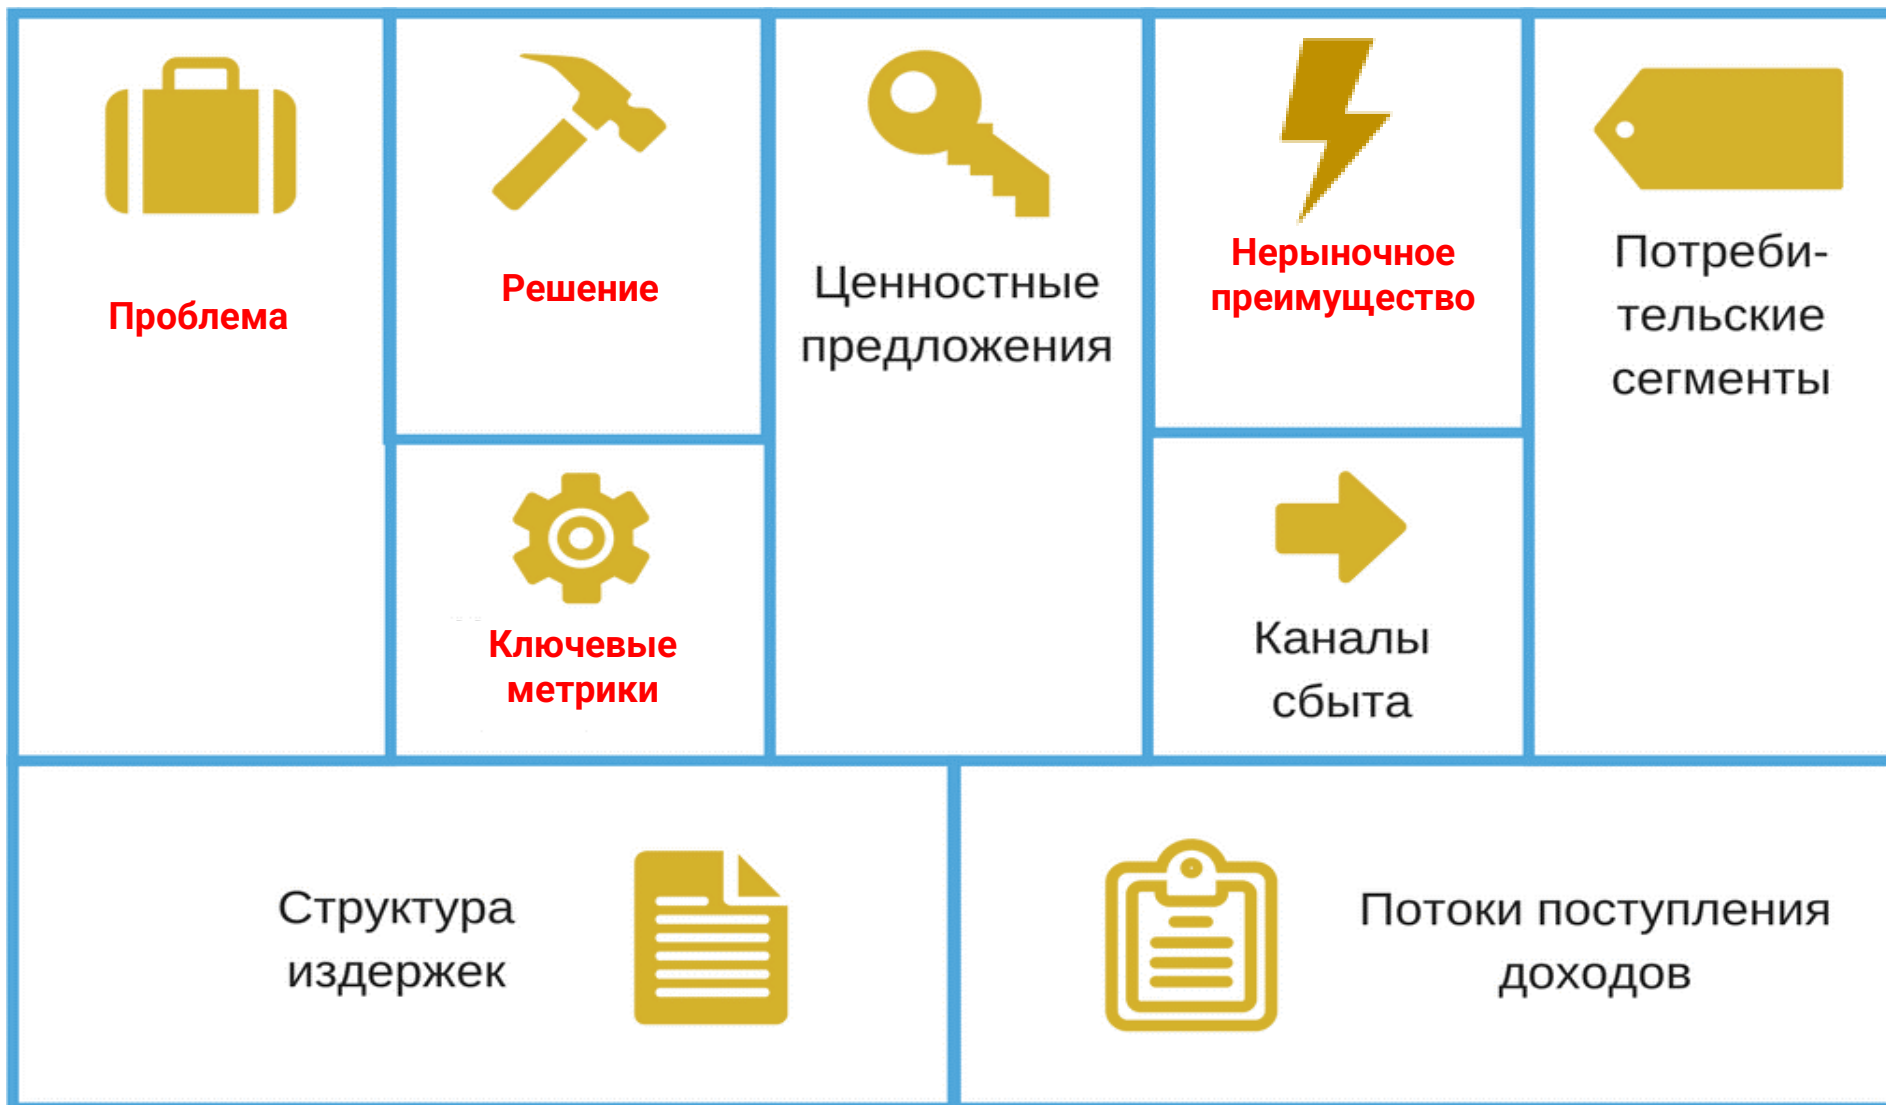 Проблема
Решение
Ключевые
метрики
Ценностные
предложения
Нерыночное
преимущество
Каналы
сбыта
Потреби-
тельские
сегменты
Структура
издержек
Потоки поступления
доходов